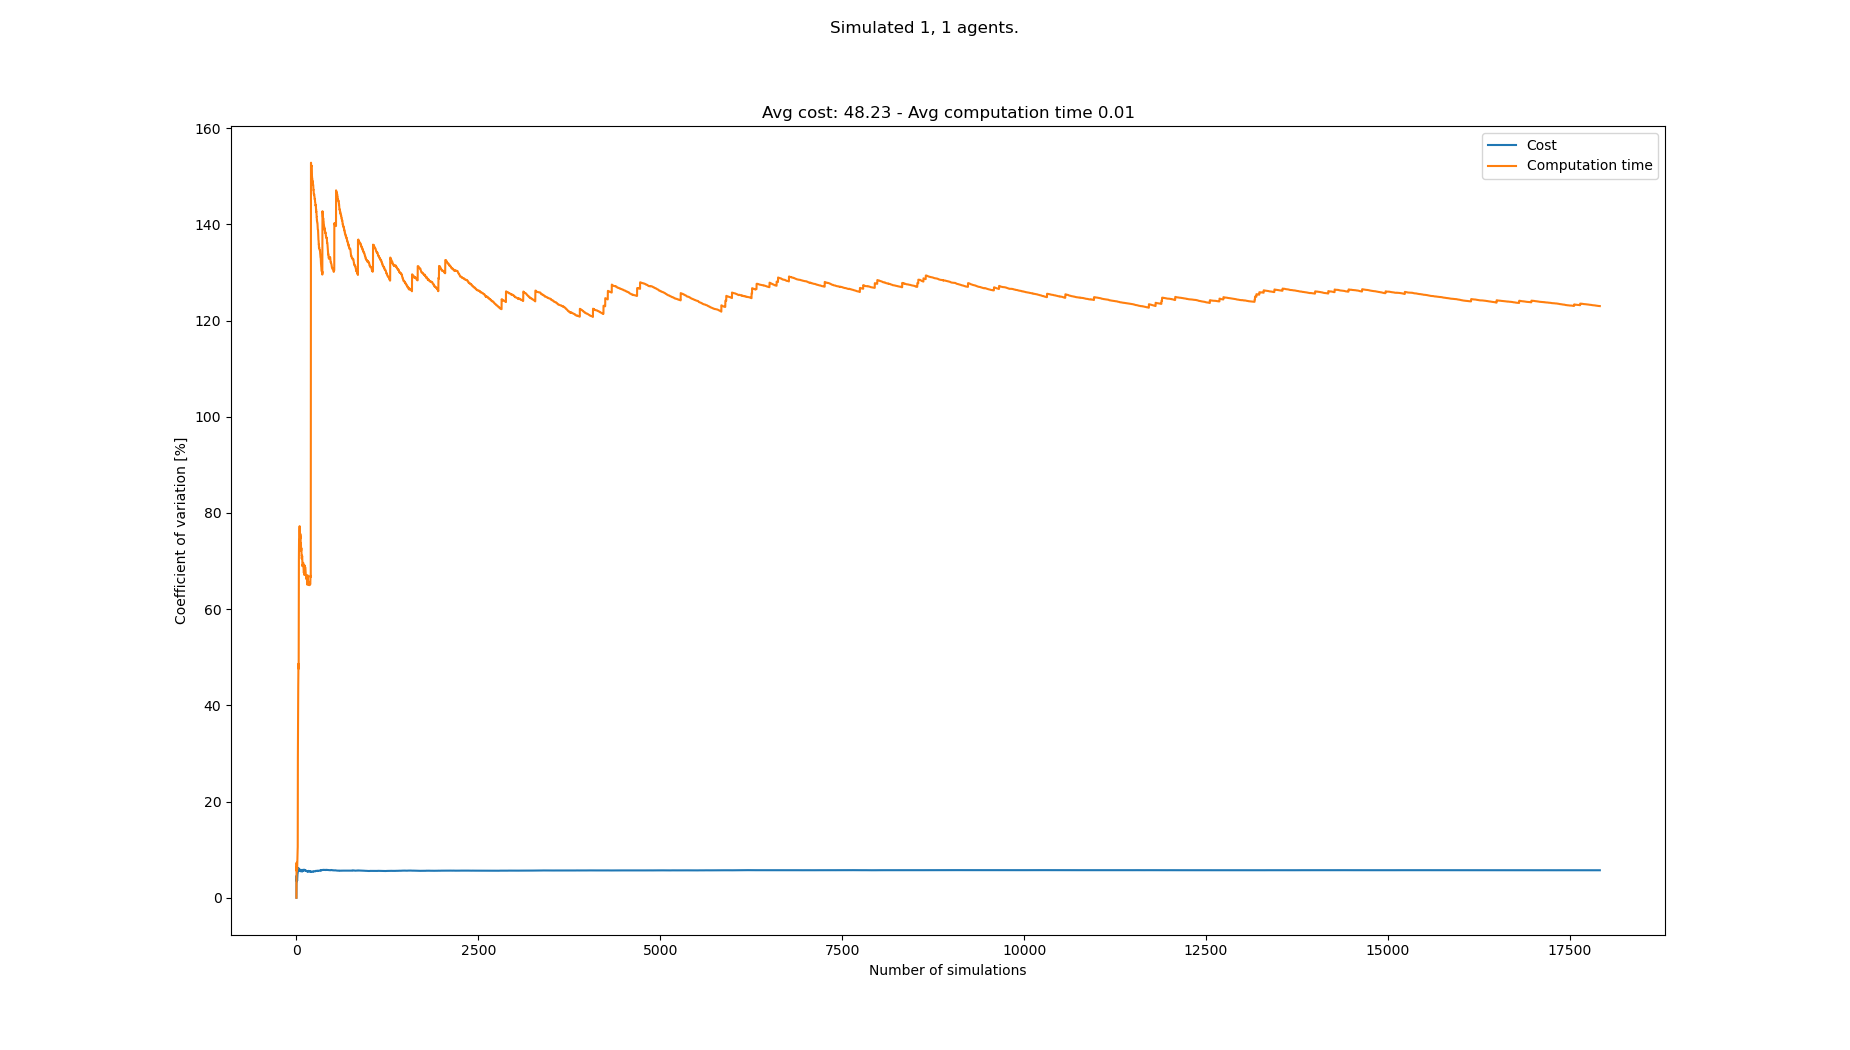 Simulated 1, 1 agents.
Avg cost: 48.23 - Avg computation time 0.01
Cost
Computation time
Coefficient of variation [%]
160
140
120
100
80
60
40
20
0
0 2500 5000 7500 10000 12500 15000 17500
Number of simulations